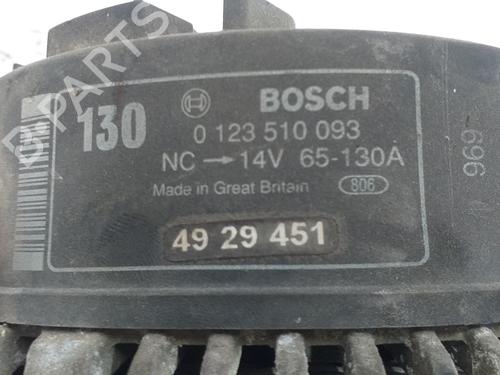 130
BOSCH
0 123 510 093
NC → 14V 65-130A
Made in Great Britain 806
49 29 451
969
B-PARTS